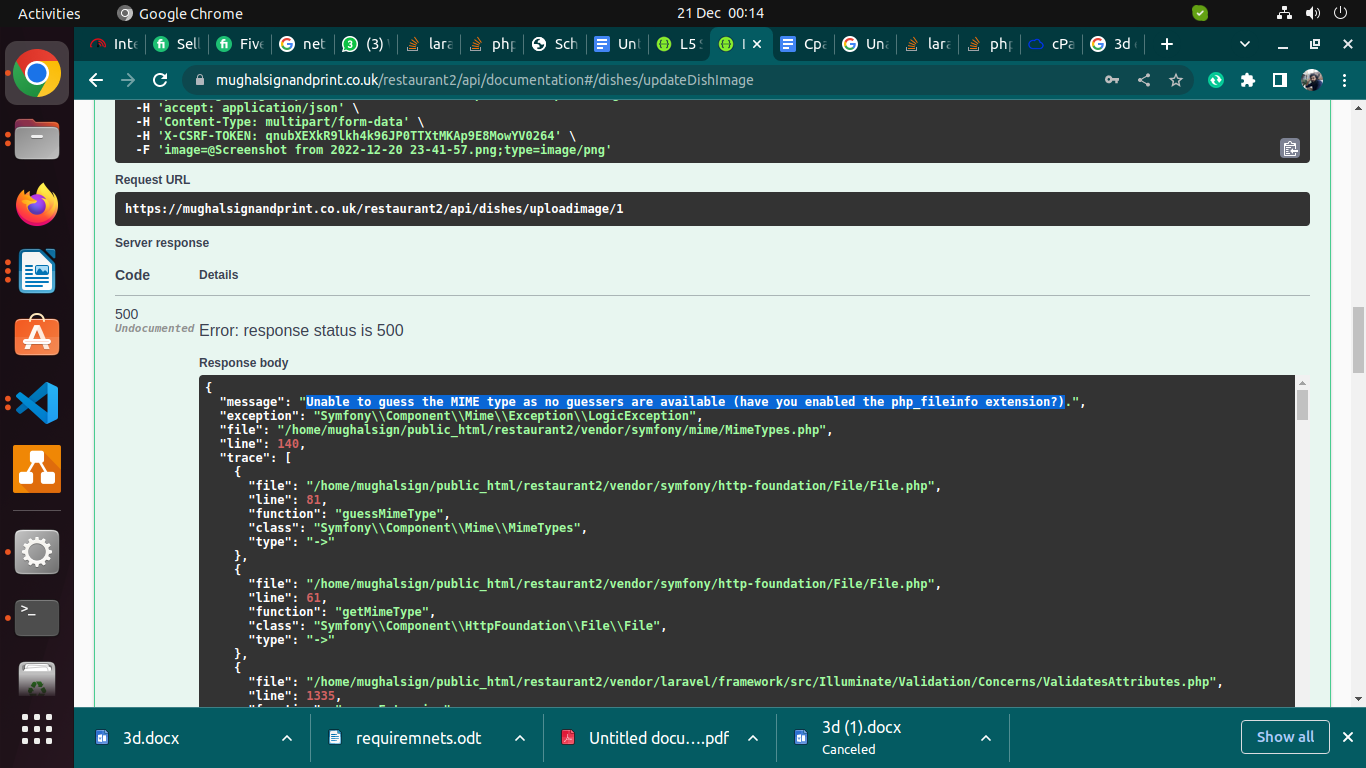 Activities
Google Chrome
21 Dec 00:14
Inte
Sell
Five
net
(3)
lara
php
Sch
Unt
L5 S
Cpa
Una
lara
php
cPa
3d
mughalsignandprint.co.uk/restaurant2/api/documentation#/dishes/updateDishImage
-H 'accept: application/json' \
-H 'Content-Type: multipart/form-data' \
-H 'X-CSRF-TOKEN: qnubXEXkR9lkh4k96JP0TTXtMKAp9E8MowYV0264' \
-F 'image=@Screenshot from 2022-12-20 23-41-57.png;type=image/png'
Request URL
https://mughalsignandprint.co.uk/restaurant2/api/dishes/uploadimage/1
Server response
Code Details
500
Undocumented
Error: response status is 500
Response body
{
"message": "Unable to guess the MIME type as no guessers are available (have you enabled the php_fileinfo extension?).",
"exception": "Symfony\\Component\\Mime\\Exception\\LogicException",
"file": "/home/mughalsign/public_html/restaurant2/vendor/symfony/mime/MimeTypes.php",
"line": 140,
"trace": [
{
"file": "/home/mughalsign/public_html/restaurant2/vendor/symfony/http-foundation/File/File.php",
"line": 81,
"function": "guessMimeType",
"class": "Symfony\\Component\\Mime\\MimeTypes",
"type": "->"
},
{
"file": "/home/mughalsign/public_html/restaurant2/vendor/symfony/http-foundation/File/File.php",
"line": 61,
"function": "getMimeType",
"class": "Symfony\\Component\\HttpFoundation\\File\\File",
"type": "->"
},
{
"file": "/home/mughalsign/public_html/restaurant2/vendor/laravel/framework/src/Illuminate/Validation/Concerns/ValidatesAttributes.php",
"line": 1335,
3d.docx
requiremnets.odt
Untitled docu....pdf
3d (1).docx
Canceled
Show all